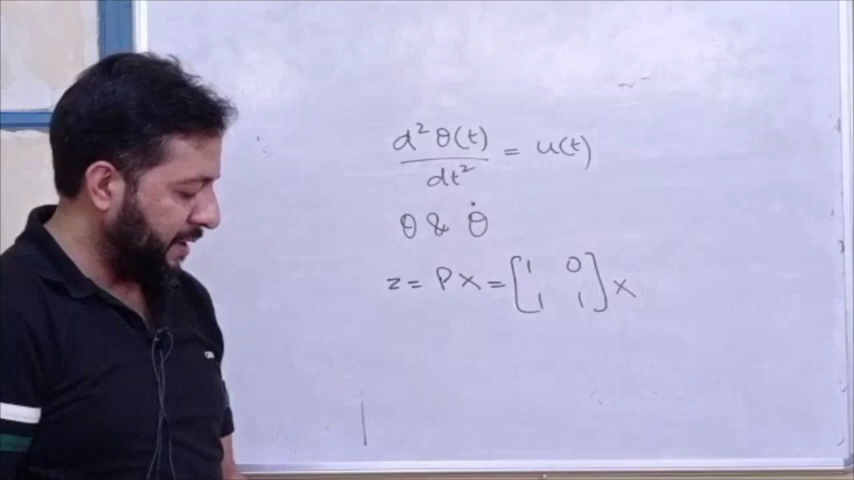 d²θ(t)/dt² = u(t)
θ & θ̇
z = PX = [1 0; 1 1] X